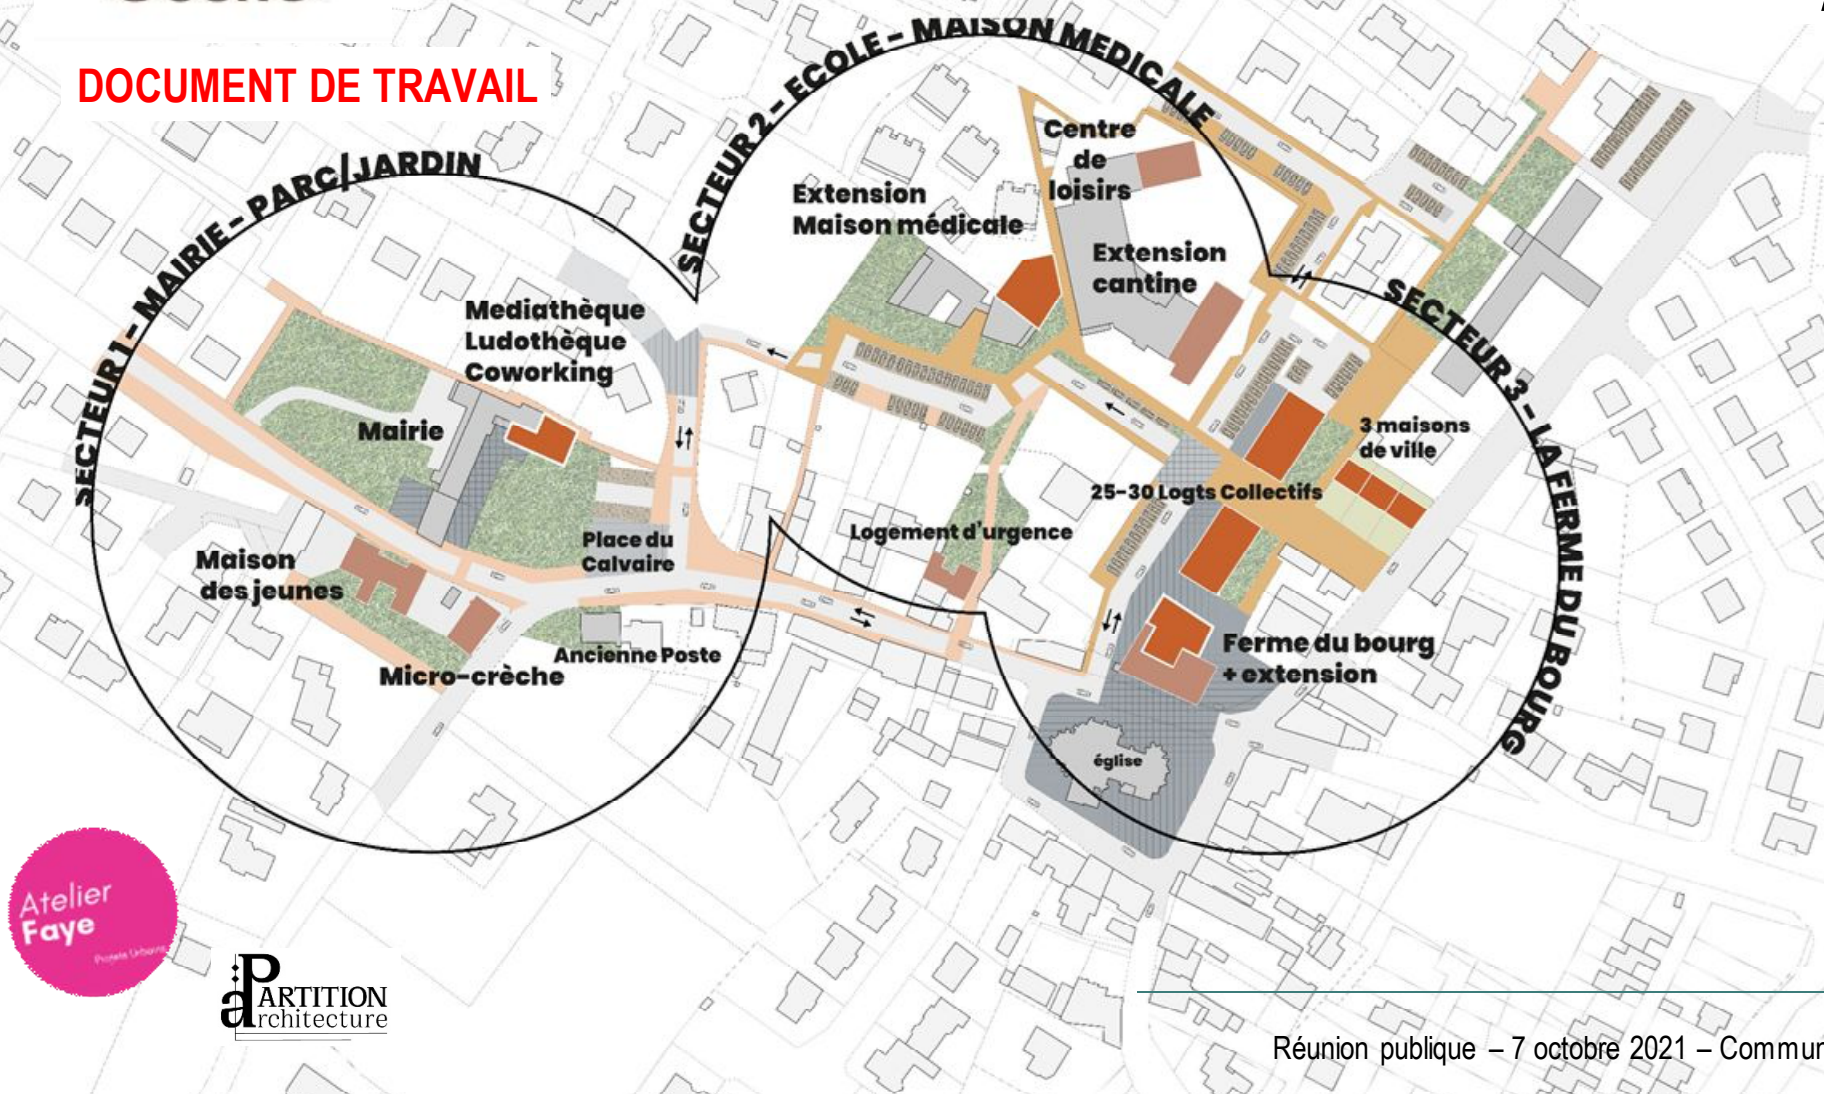 DOCUMENT DE TRAVAIL
SECTEUR 1 - MAIRIE - PARC/JARDIN
SECTEUR 2 - ECOLE - MAISON MEDICALE
SECTEUR 3 - LA FERME DU BOURG
Centre
de
loisirs
Extension
Maison médicale
Extension
cantine
Mediathèque
Ludothèque
Coworking
Mairie
3 maisons
de ville
25-30 Logts Collectifs
Logement d'urgence
Place du
Calvaire
Maison
des jeunes
Micro-crèche
Ancienne Poste
Ferme du bourg
+ extension
église
Atelier
Faye
Projets Urbains
PARTITION
architecture
Réunion publique – 7 octobre 2021 – Commun